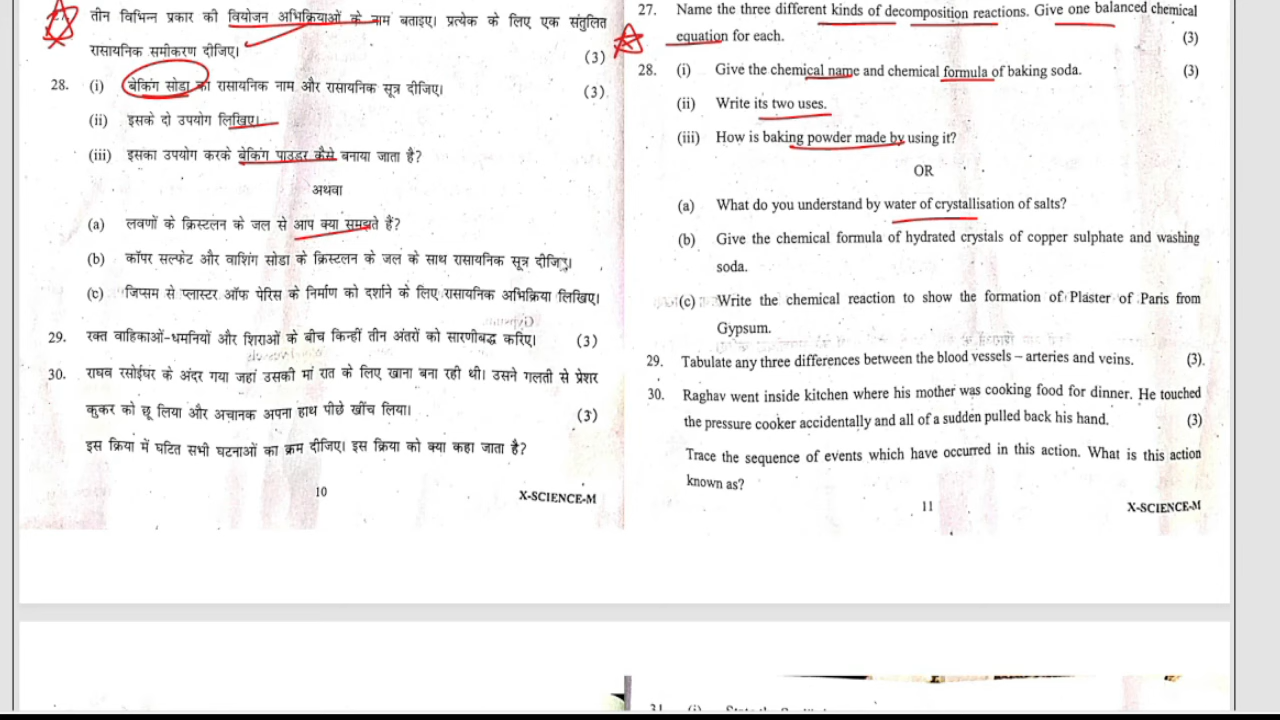 तीन विभिन्न प्रकार की वियोजन अभिक्रियाओं के नाम बताइए। प्रत्येक के लिए एक संतुलित
रासायनिक समीकरण दीजिए।
(3)
28. (i) बेकिंग सोडा का रासायनिक नाम और रासायनिक सूत्र दीजिए। (3)
(ii) इसके दो उपयोग लिखिए।
(iii) इसका उपयोग करके बेकिंग पाउडर कैसे बनाया जाता है?
अथवा
(a) लवणों के क्रिस्टलन के जल से आप क्या समझते हैं?
(b) कॉपर सल्फेट और वाशिंग सोडा के क्रिस्टलन के जल के साथ रासायनिक सूत्र दीजिए।
(c) जिप्सम से प्लास्टर ऑफ पेरिस के निर्माण को दर्शाने के लिए रासायनिक अभिक्रिया लिखिए।
29. रक्त वाहिकाओं-धमनियों और शिराओं के बीच किन्हीं तीन अंतरों को सारणीबद्ध करिए। (3)
30. राघव रसोईघर के अंदर गया जहां उसकी मां रात के लिए खाना बना रही थी। उसने गलती से प्रेशर
कुकर को छू लिया और अचानक अपना हाथ पीछे खींच लिया। (3)
इस क्रिया में घटित सभी घटनाओं का क्रम दीजिए। इस क्रिया को क्या कहा जाता है?
10
X-SCIENCE-M
27. Name the three different kinds of decomposition reactions. Give one balanced chemical
equation for each. (3)
28. (i) Give the chemical name and chemical formula of baking soda. (3)
(ii) Write its two uses.
(iii) How is baking powder made by using it?
OR
(a) What do you understand by water of crystallisation of salts?
(b) Give the chemical formula of hydrated crystals of copper sulphate and washing
soda.
(c) Write the chemical reaction to show the formation of Plaster of Paris from
Gypsum.
29. Tabulate any three differences between the blood vessels – arteries and veins. (3).
30. Raghav went inside kitchen where his mother was cooking food for dinner. He touched
the pressure cooker accidentally and all of a sudden pulled back his hand. (3)
Trace the sequence of events which have occurred in this action. What is this action
known as?
11
X-SCIENCE-M
31 (i)